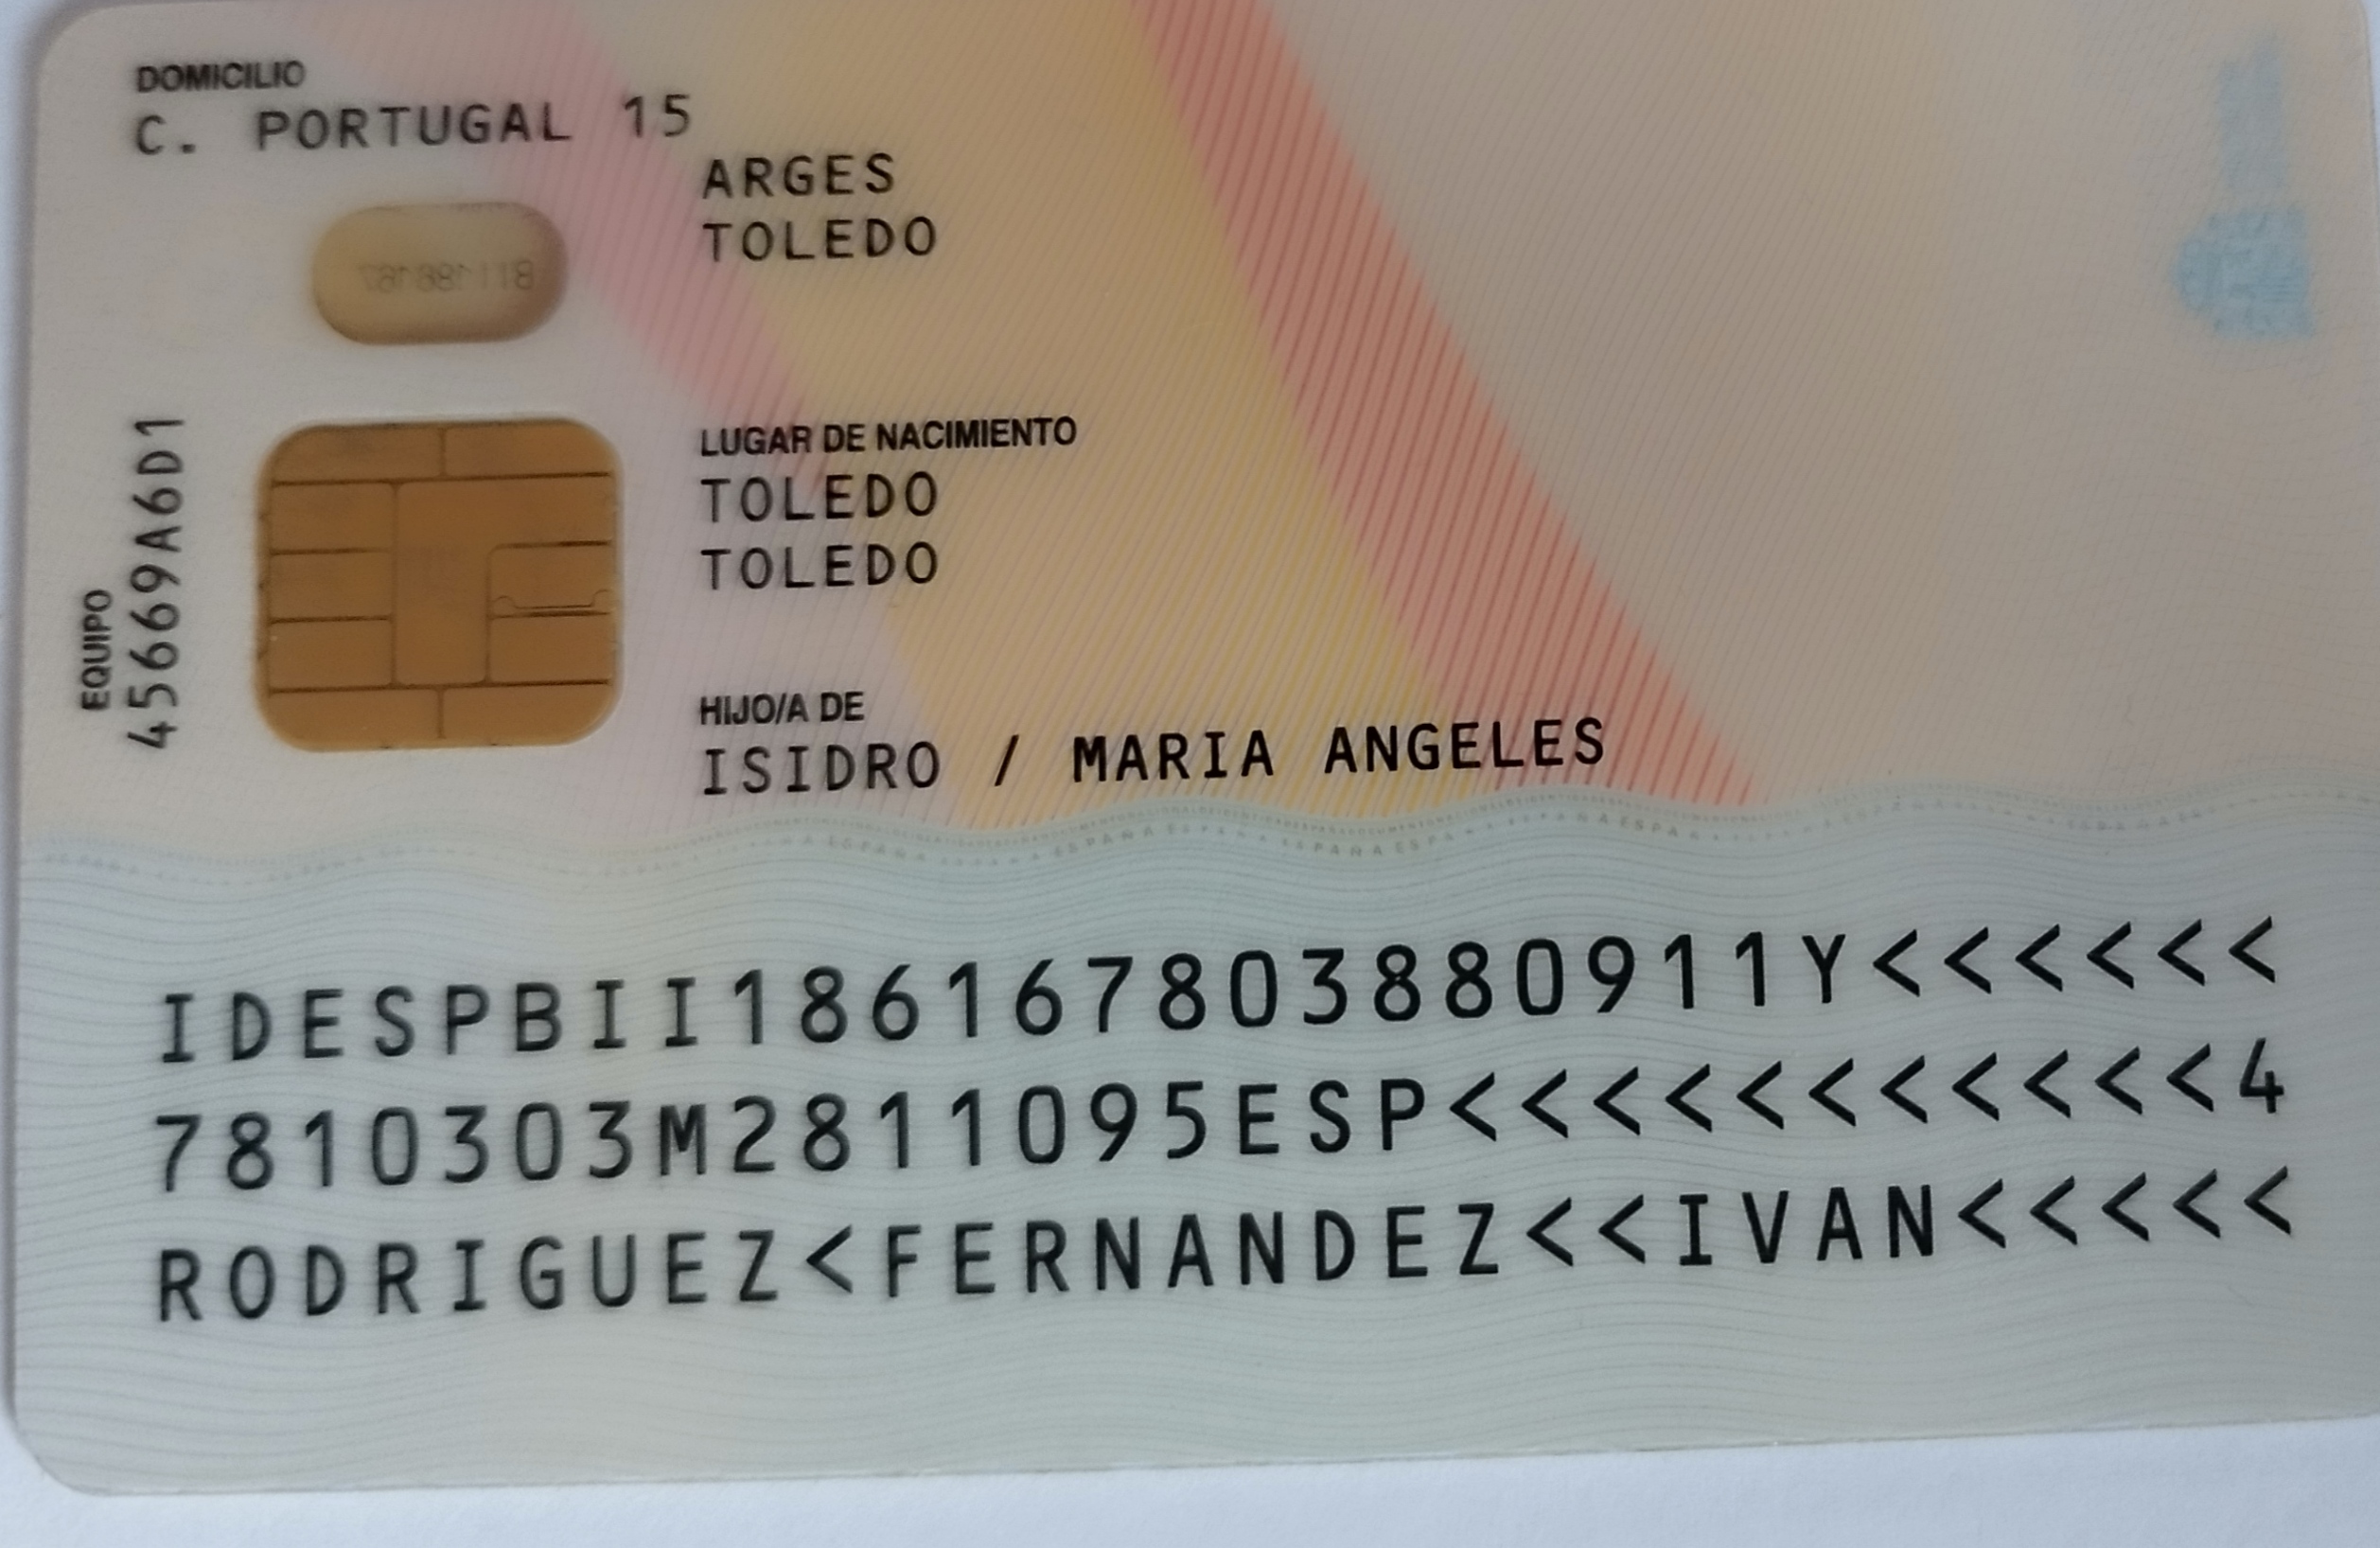 DOMICILIO
C. PORTUGAL 15
ARGES
TOLEDO
LUGAR DE NACIMIENTO
TOLEDO
TOLEDO
EQUIPO
45669A6D1
HIJO/A DE
ISIDRO / MARIA ANGELES
IDESPBII186167803880911Y<<<<<<
7810303M2811095ESP<<<<<<<<<<<4
RODRIGUEZ<FERNANDEZ<<IVAN<<<<<